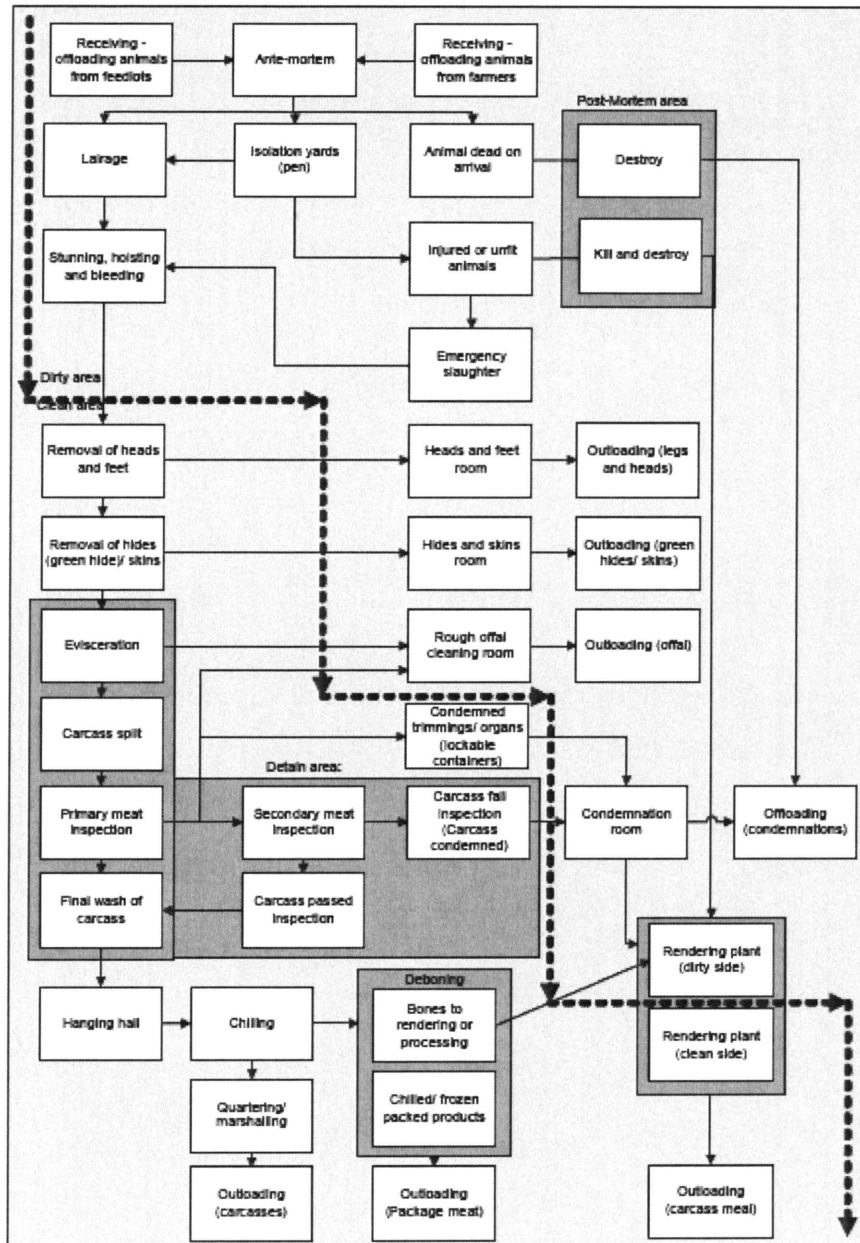 Receiving -
offloading animals
from feedlots
Ante-mortem
Receiving -
offloading animals
from farmers
Post-Mortem area
Lairage
Isolation yards
(pen)
Animal dead on
arrival
Destroy
Stunning, hoisting
and bleeding
Injured or unfit
animals
Kill and destroy
Emergency
slaughter
Dirty area
Clean area
Removal of heads
and feet
Heads and feet
room
Outloading (legs
and heads)
Removal of hides
(green hide)/ skins
Hides and skins
room
Outloading (green
hides/ skins)
Evisceration
Rough offal
cleaning room
Outloading (offal)
Carcass split
Condemned
trimmings/ organs
(lockable
containers)
Detain area:
Primary meat
inspection
Secondary meat
inspection
Carcass fail
inspection
(Carcass
condemned)
Condemnation
room
Offloading
(condemnations)
Final wash of
carcass
Carcass passed
inspection
Rendering plant
(dirty side)
Deboning
Hanging hall
Chilling
Bones to
rendering or
processing
Rendering plant
(clean side)
Quartering/
marshalling
Chilled/ frozen
packed products
Outloading
(carcasses)
Outloading
(Package meat)
Outloading
(carcass meal)